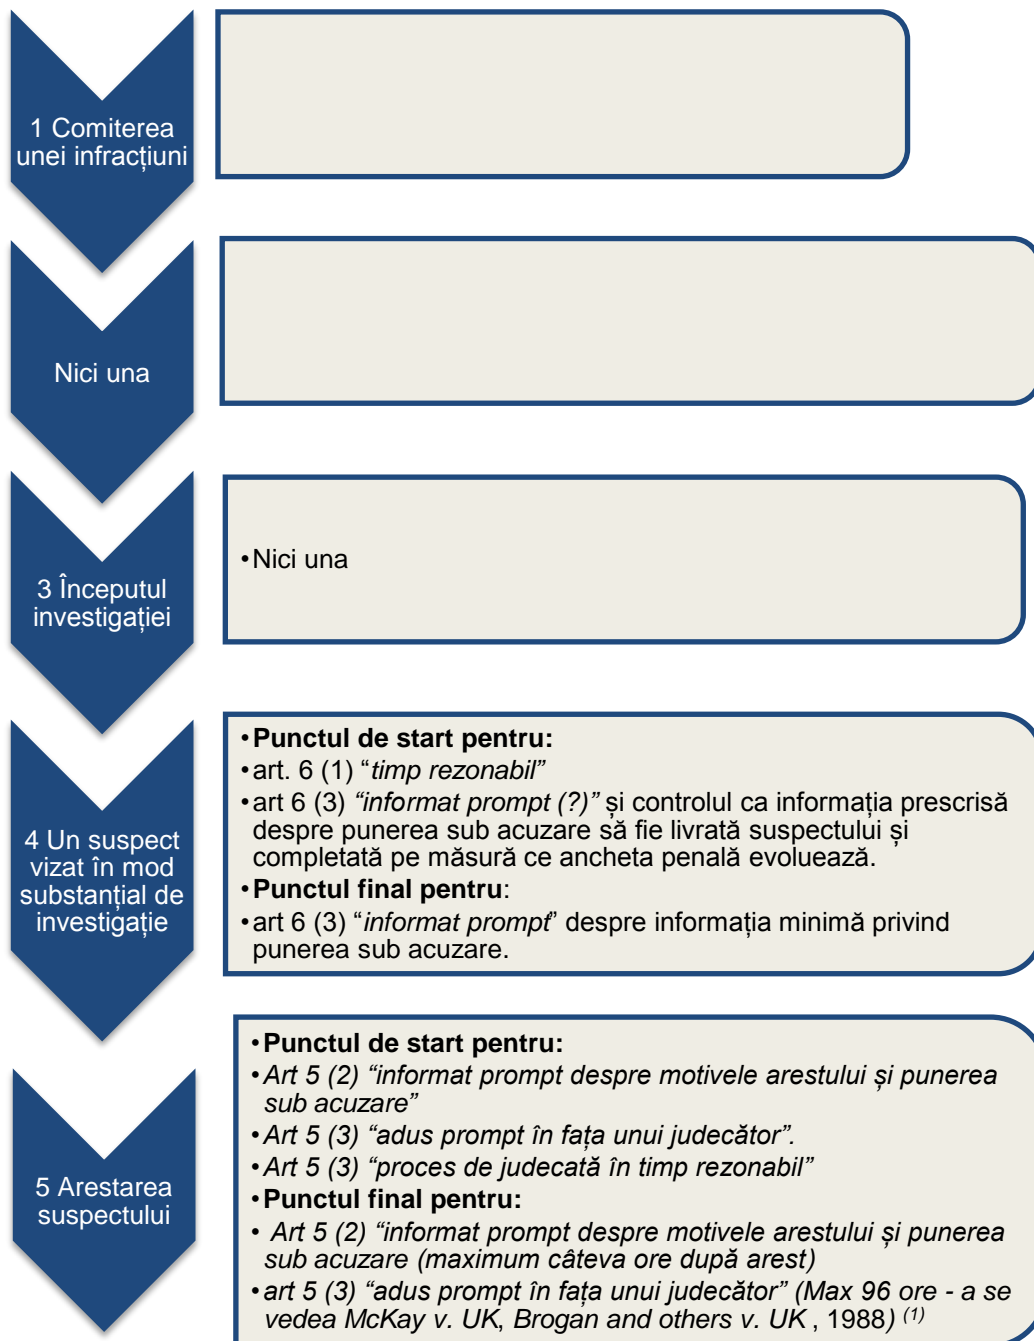 1 Comiterea
unei infracțiuni
Nici una
3 Începutul
investigației
•Nici una
4 Un suspect
vizat în mod
substanțial de
investigație
•Punctul de start pentru:
•art. 6 (1) “timp rezonabil”
•art 6 (3) “informat prompt (?)” și controul ca informația prescrisă
despre punerea sub acuzare să fie livrată suspectului și
completată pe măsură ce ancheta penală evoluează.
•Punctul final pentru:
•art 6 (3) “informat prompt” despre informația minimă privind
punerea sub acuzare.
5 Arestarea
suspectului
•Punctul de start pentru:
•Art 5 (2) “informat prompt despre motivele arestului și punerea
sub acuzare”
•Art 5 (3) “adus prompt în fața unui judecător”.
•Art 5 (3) “proces de judecată în timp rezonabil”
•Punctul final pentru:
• Art 5 (2) “informat prompt despre motivele arestului și punerea
sub acuzare (maximum câteva ore după arest)
•art 5 (3) “adus prompt în fața unui judecător” (Max 96 ore - a se
vedea McKay v. UK, Brogan and others v. UK , 1988) (1)